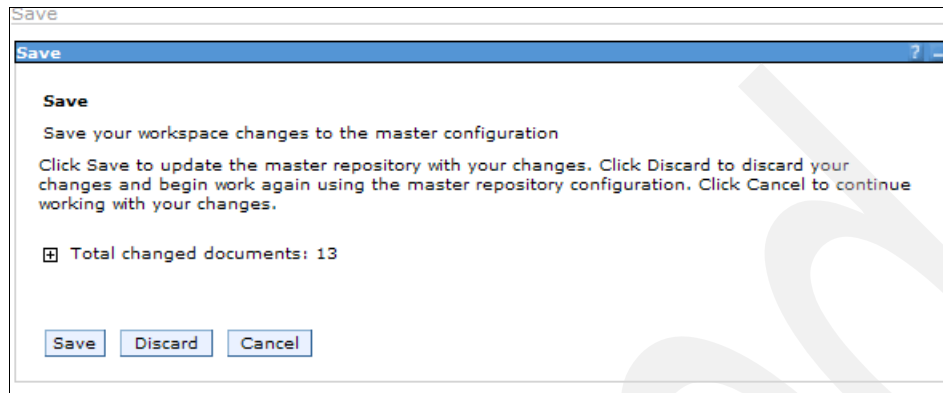 Save
Save ? –
Save
Save your workspace changes to the master configuration
Click Save to update the master repository with your changes. Click Discard to discard your
changes and begin work again using the master repository configuration. Click Cancel to continue
working with your changes.
+ Total changed documents: 13
Save Discard Cancel